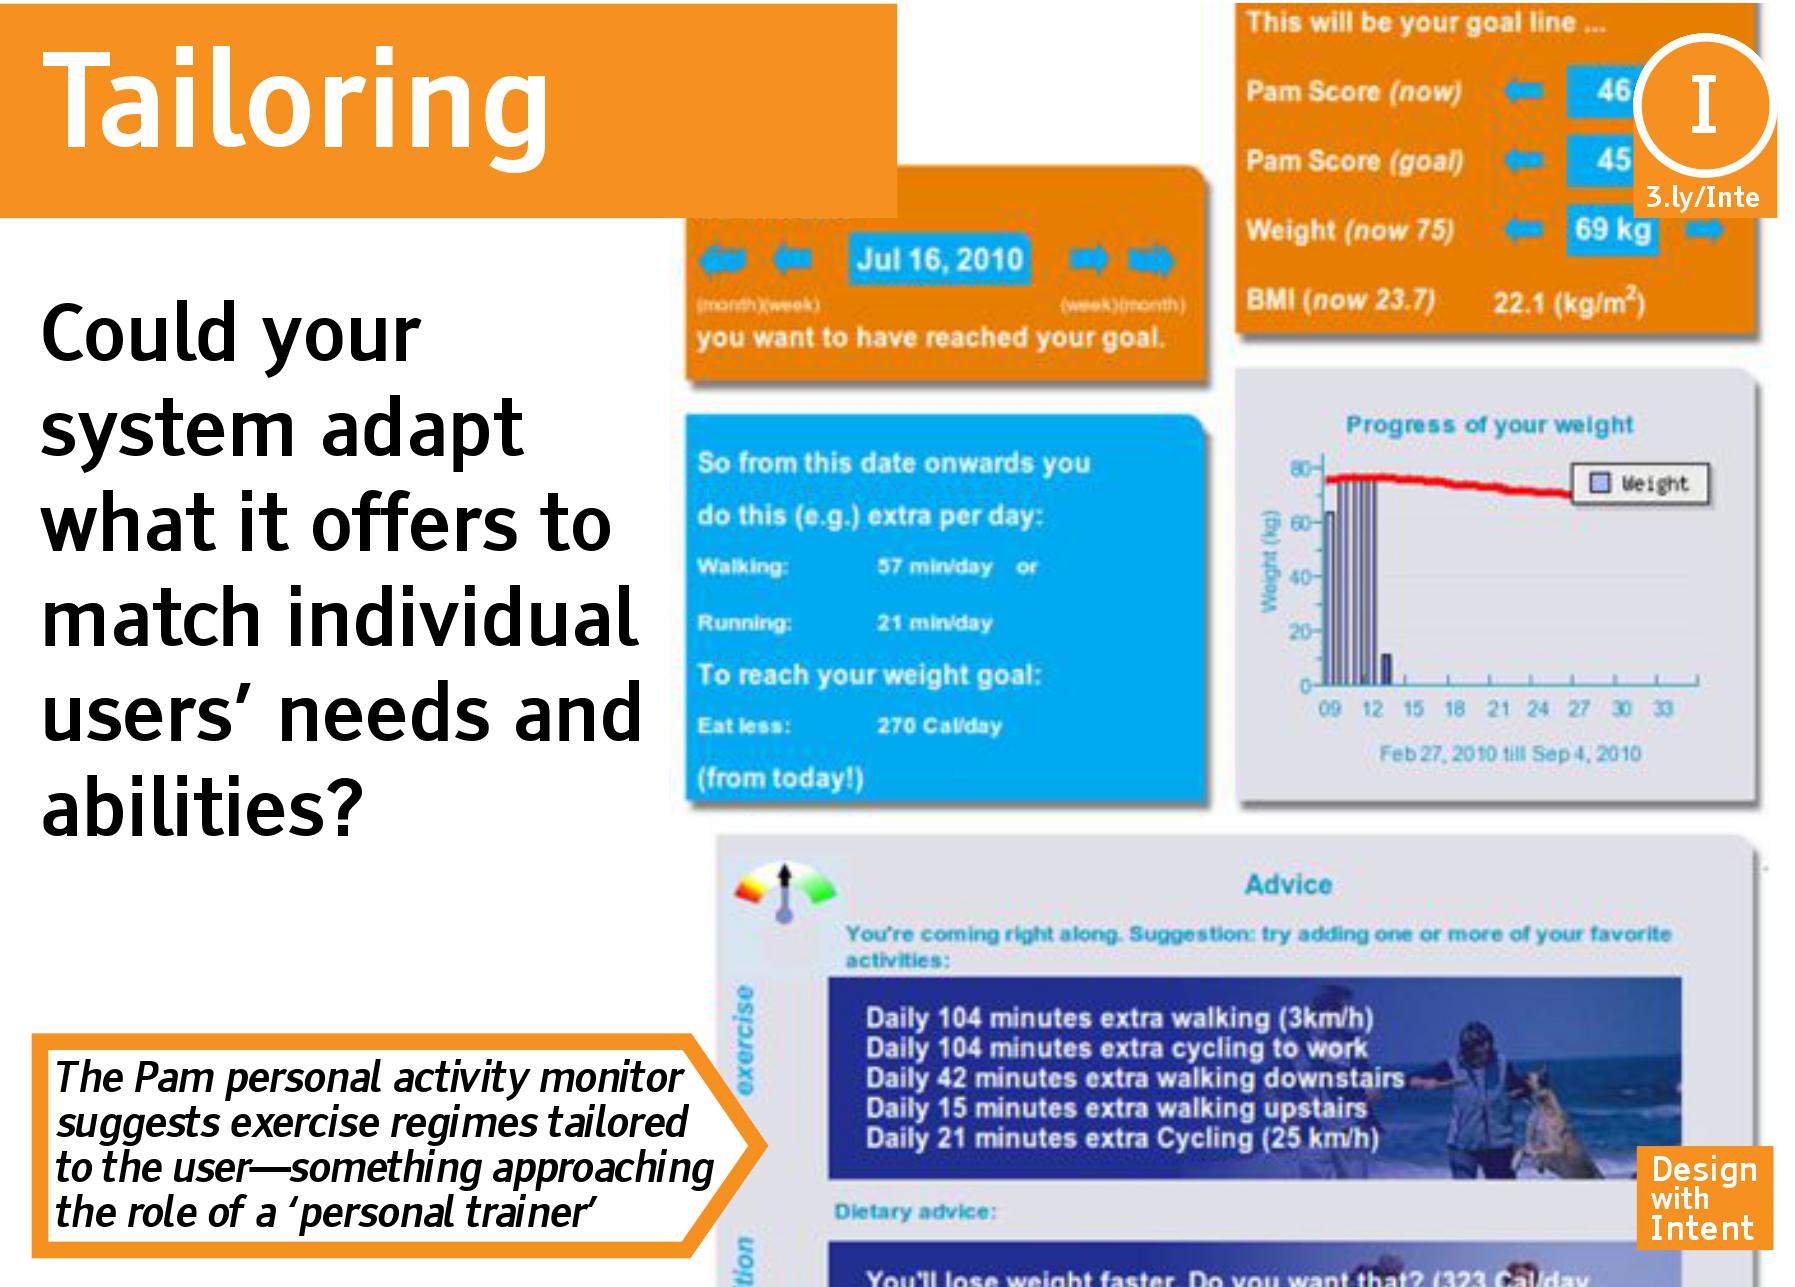 Tailoring
Could your
system adapt
what it offers to
match individual
users’ needs and
abilities?
The Pam personal activity monitor
suggests exercise regimes tailored
to the user—something approaching
the role of a ‘personal trainer’
Jul 16, 2010
(month)(week)
(week)(month)
you want to have reached your goal.
So from this date onwards you
do this (e.g.) extra per day:
Walking: 57 min/day or
Running: 21 min/day
To reach your weight goal:
Eat less: 270 Cal/day
(from today!)
This will be your goal line ...
Pam Score (now) 46
Pam Score (goal) 45
Weight (now 75) 69 kg
BMI (now 23.7) 22.1 (kg/m²)
I
3.ly/Inte
Progress of your weight
Weight
Weight (kg)
80
60
40
20
0
09 12 15 18 21 24 27 30 33
Feb 27, 2010 till Sep 4, 2010
Advice
You're coming right along. Suggestion: try adding one or more of your favorite
activities:
exercise
Daily 104 minutes extra walking (3km/h)
Daily 104 minutes extra cycling to work
Daily 42 minutes extra walking downstairs
Daily 15 minutes extra walking upstairs
Daily 21 minutes extra Cycling (25 km/h)
Dietary advice:
You'll lose weight faster. Do you want that? (323 Cal/day
Design
with
Intent